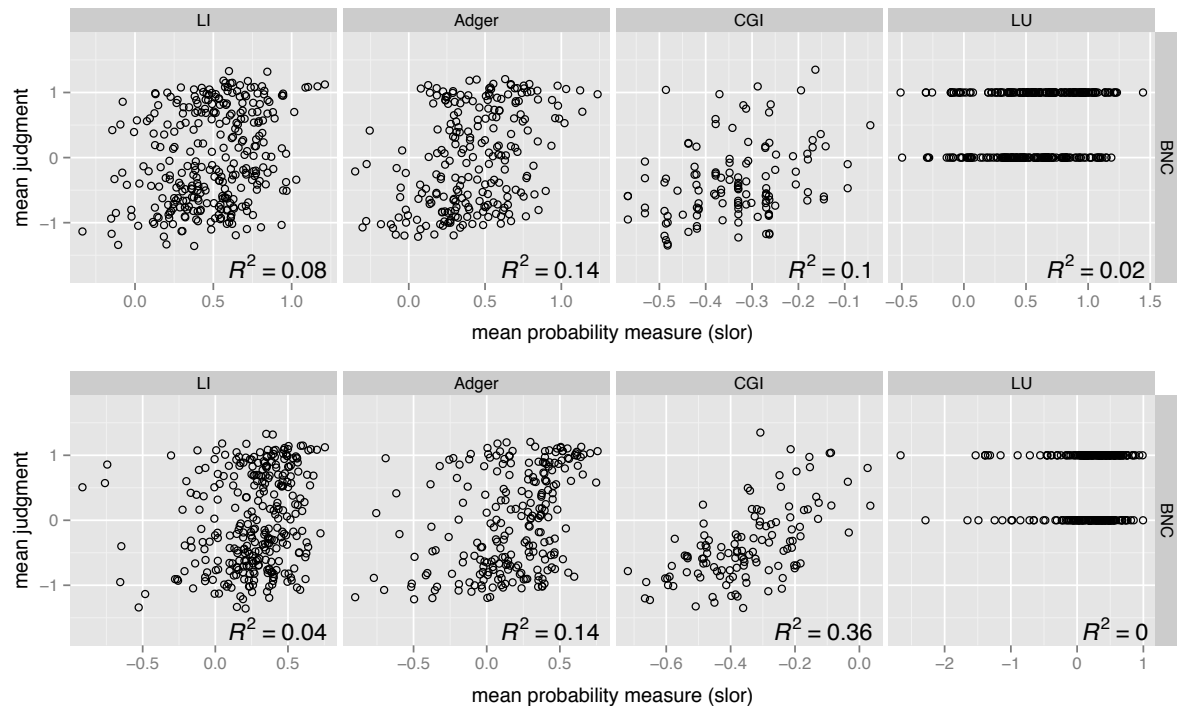 LI Adger CGI LU
mean judgment
1
0
−1
BNC
R² = 0.08 R² = 0.14 R² = 0.1 R² = 0.02
0.0 0.5 1.0 0.0 0.5 1.0 −0.5 −0.4 −0.3 −0.2 −0.1 −0.5 0.0 0.5 1.0 1.5
mean probability measure (slor)
LI Adger CGI LU
mean judgment
1
0
−1
BNC
R² = 0.04 R² = 0.14 R² = 0.36 R² = 0
−0.5 0.0 0.5 −0.5 0.0 0.5 −0.6 −0.4 −0.2 0.0 −2 −1 0 1
mean probability measure (slor)